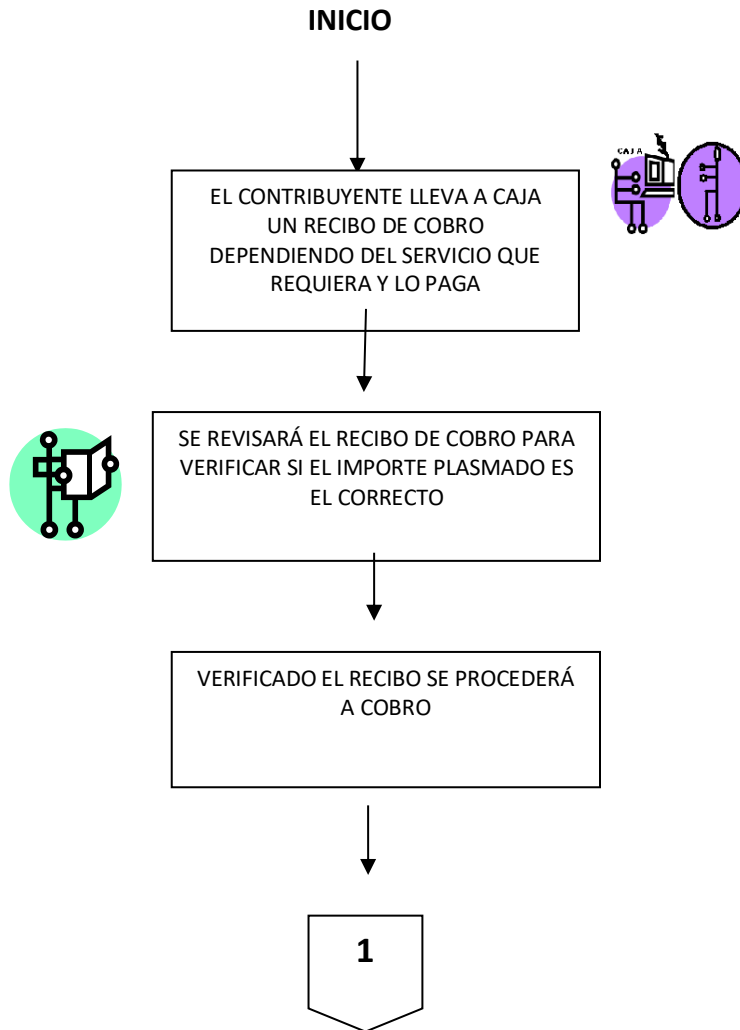 INICIO
CAJA
EL CONTRIBUYENTE LLEVA A CAJA
UN RECIBO DE COBRO
DEPENDIENDO DEL SERVICIO QUE
REQUIERA Y LO PAGA
SE REVISARÁ EL RECIBO DE COBRO PARA
VERIFICAR SI EL IMPORTE PLASMADO ES
EL CORRECTO
VERIFICADO EL RECIBO SE PROCEDERÁ
A COBRO
1